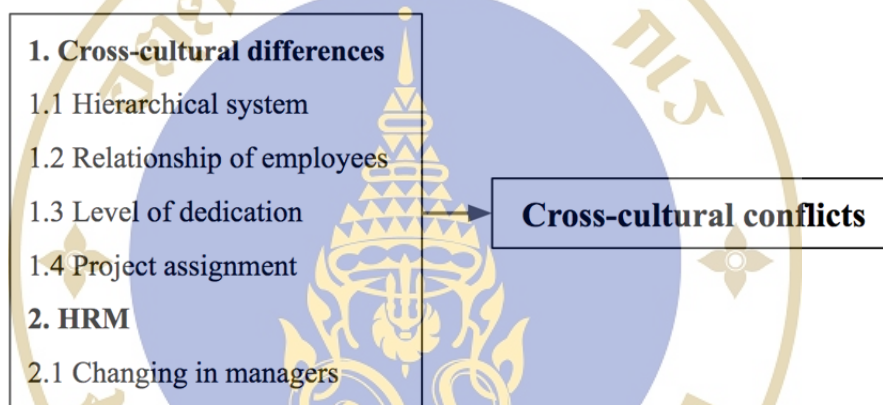 1. Cross-cultural differences
1.1 Hierarchical system
1.2 Relationship of employees
1.3 Level of dedication
1.4 Project assignment
2. HRM
2.1 Changing in managers
Cross-cultural conflicts